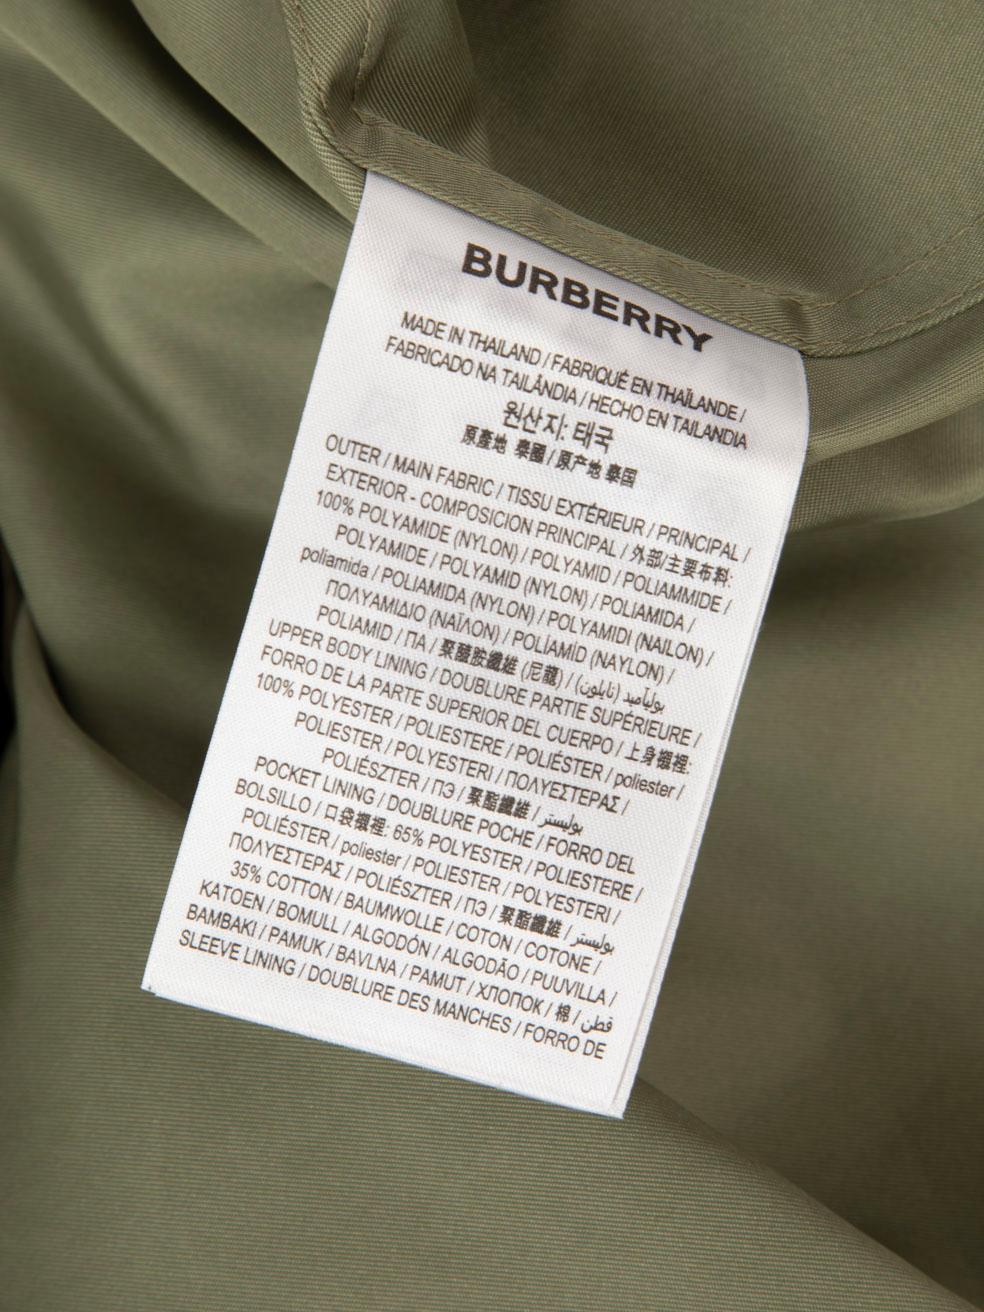 BURBERRY
MADE IN THAILAND / FABRIQUÉ EN THAÏLANDE /
FABRICADO NA TAILÂNDIA / HECHO EN TAILANDIA
원산지: 태국
原產地 泰國 / 原产地 泰国
OUTER / MAIN FABRIC / TISSU EXTÉRIEUR / PRINCIPAL /
EXTERIOR - COMPOSICION PRINCIPAL / 外部/主要布料:
100% POLYAMIDE (NYLON) / POLYAMID / POLIAMMIDE /
POLYAMIDE / POLYAMID (NYLON) / POLIAMIDA /
poliamida / POLIAMIDA (NYLON) / POLYAMIDI (NAILON) /
ΠΟΛΥΑΜΙΔΙΟ (ΝΑΪΛΟΝ) / POLÍAMÍD (NAYLON) /
POLIAMID / ПА / 聚醯胺纖維 (尼龍) / بوليأميد (نايلون)
UPPER BODY LINING / DOUBLURE PARTIE SUPÉRIEURE /
FORRO DE LA PARTE SUPERIOR DEL CUERPO / 上身襯裡:
100% POLYESTER / POLIESTERE / POLIÉSTER / poliester /
POLIESTER / POLYESTERI / ΠΟΛΥΕΣΤΕΡΑΣ /
POLIÉSZTER / ПЭ / 聚酯纖維 / بوليستر
POCKET LINING / DOUBLURE POCHE / FORRO DEL
BOLSILLO / 口袋襯裡: 65% POLYESTER / POLIESTERE /
POLIÉSTER / poliester / POLIESTER / POLYESTERI /
ΠΟΛΥΕΣΤΕΡΑΣ / POLIÉSZTER / ПЭ / 聚酯纖維 / بوليستر
35% COTTON / BAUMWOLLE / COTON / COTONE /
KATOEN / BOMULL / ALGODÓN / ALGODÃO / PUUVILLA /
BAMBAKI / PAMUK / BAVLNA / PAMUT / ХЛОПОК / 棉 / قطن
SLEEVE LINING / DOUBLURE DES MANCHES / FORRO DE